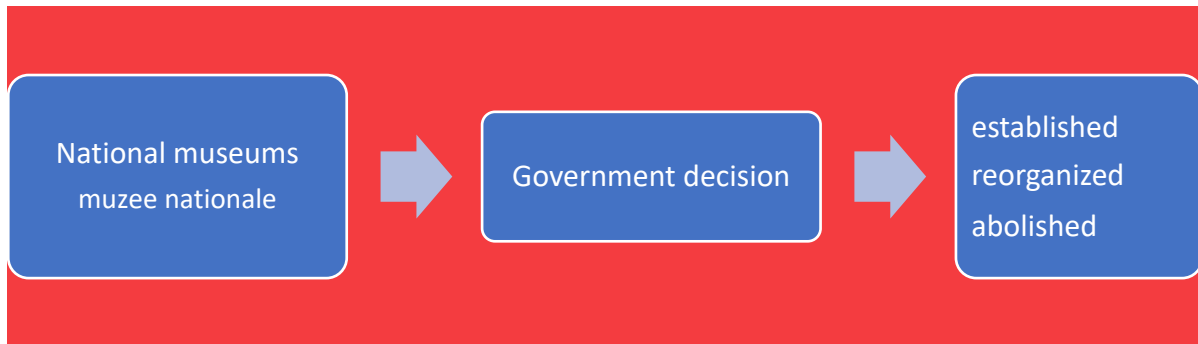 National museums
muzee nationale
Government decision
established
reorganized
abolished